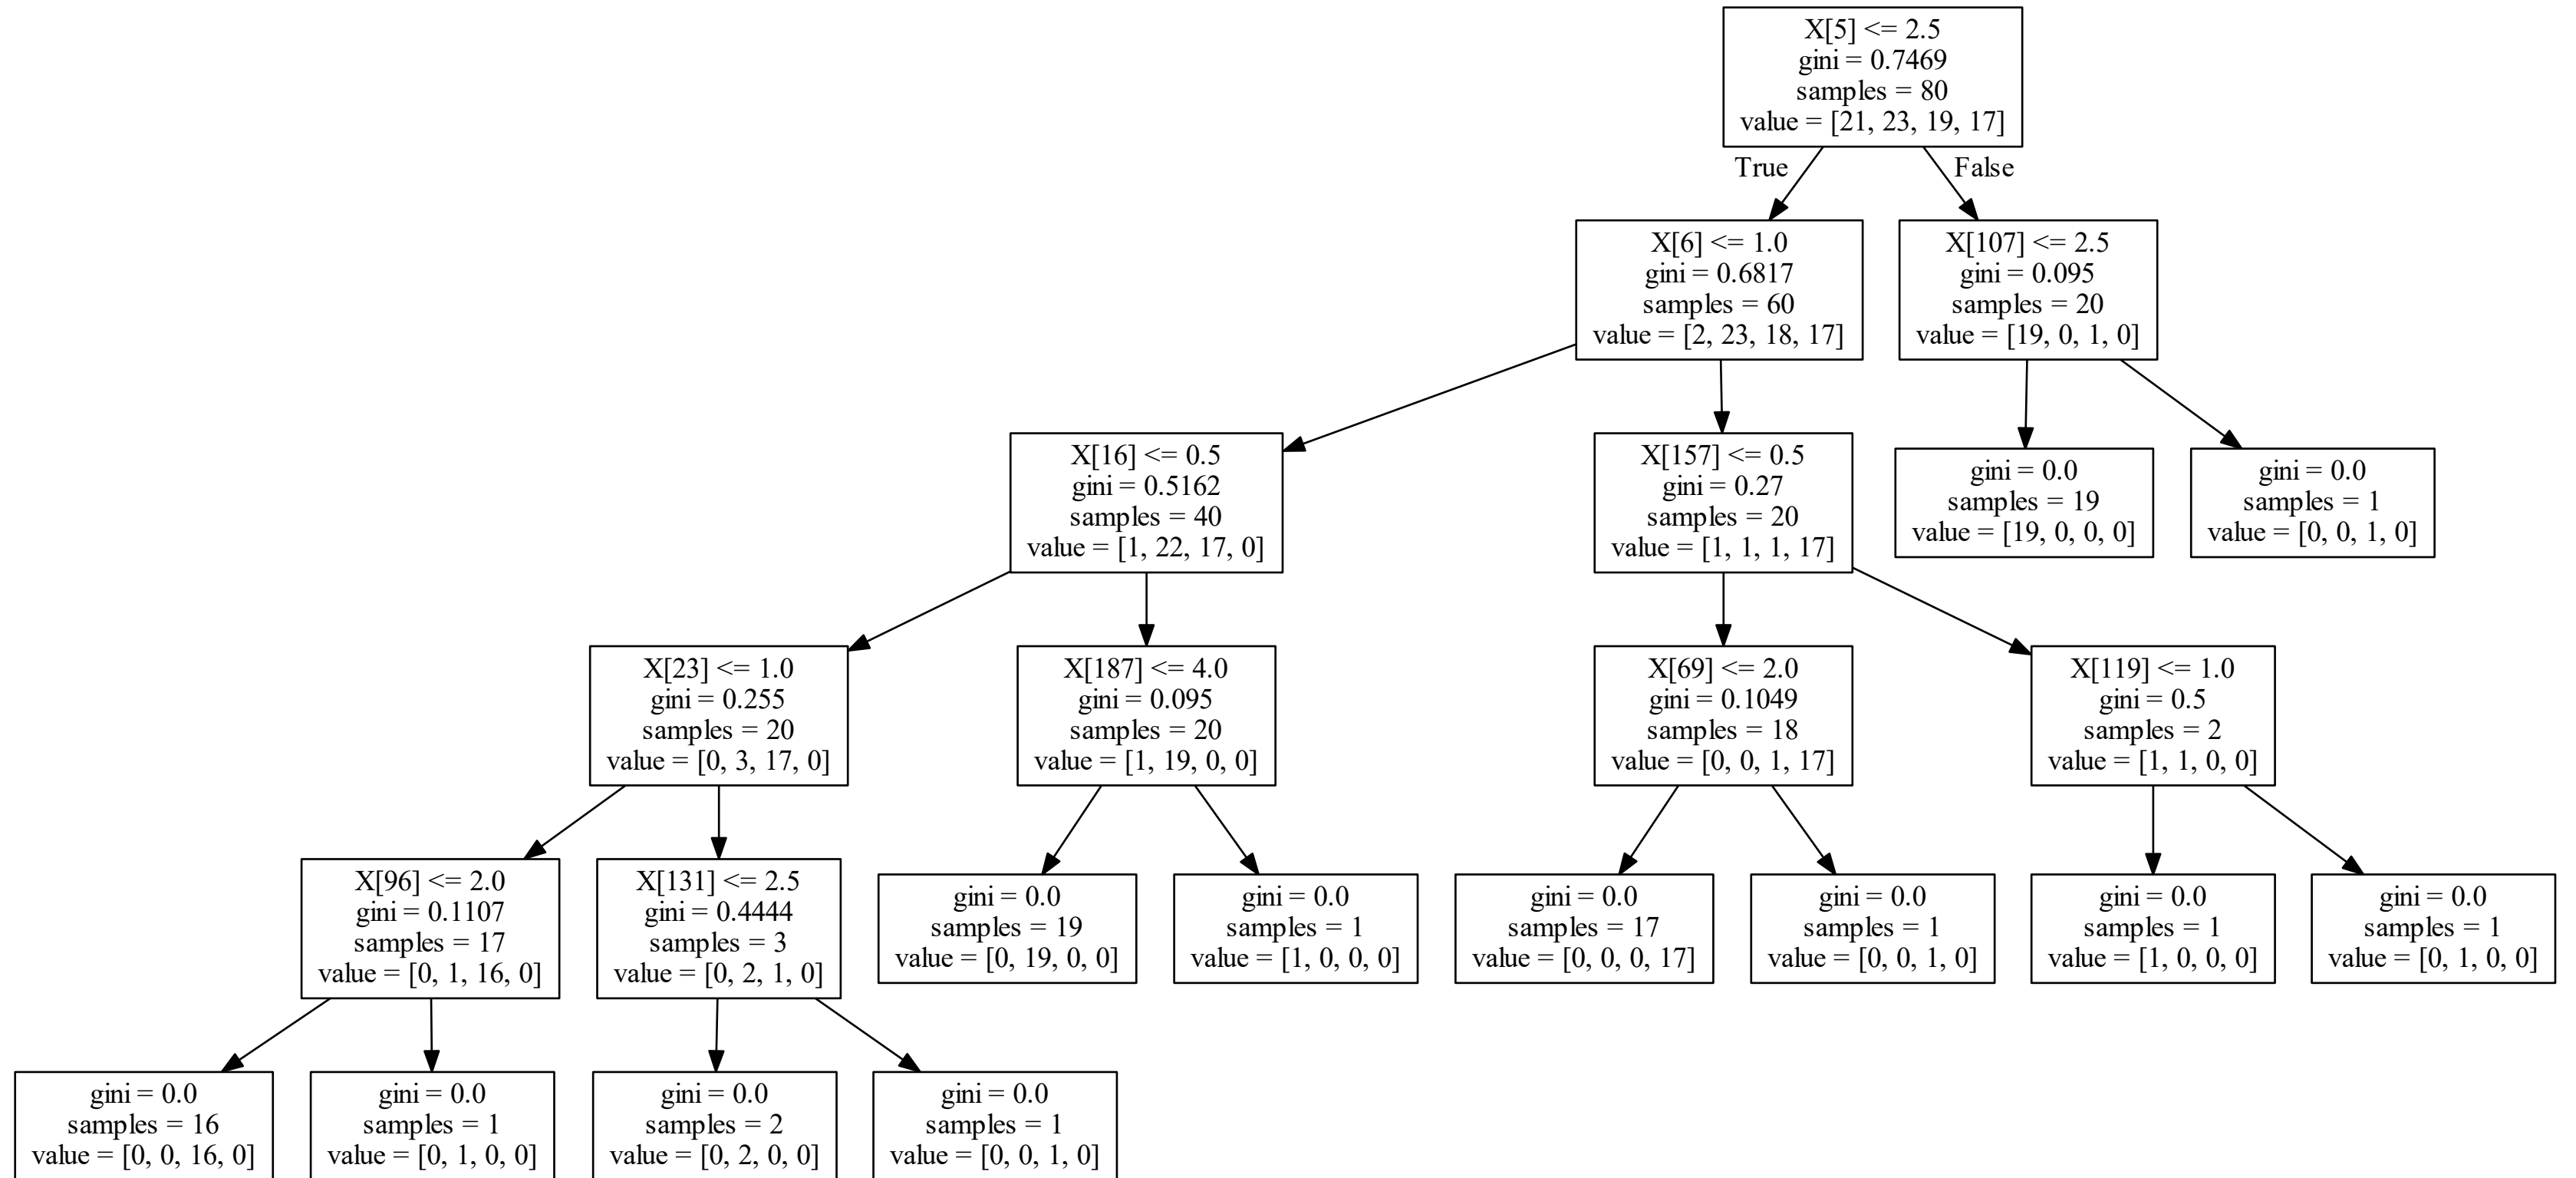 X[5] <= 2.5
gini = 0.7469
samples = 80
value = [21, 23, 19, 17]
True
False
X[6] <= 1.0
gini = 0.6817
samples = 60
value = [2, 23, 18, 17]
X[107] <= 2.5
gini = 0.095
samples = 20
value = [19, 0, 1, 0]
X[16] <= 0.5
gini = 0.5162
samples = 40
value = [1, 22, 17, 0]
X[157] <= 0.5
gini = 0.27
samples = 20
value = [1, 1, 1, 17]
gini = 0.0
samples = 19
value = [19, 0, 0, 0]
gini = 0.0
samples = 1
value = [0, 0, 1, 0]
X[23] <= 1.0
gini = 0.255
samples = 20
value = [0, 3, 17, 0]
X[187] <= 4.0
gini = 0.095
samples = 20
value = [1, 19, 0, 0]
X[69] <= 2.0
gini = 0.1049
samples = 18
value = [0, 0, 1, 17]
X[119] <= 1.0
gini = 0.5
samples = 2
value = [1, 1, 0, 0]
X[96] <= 2.0
gini = 0.1107
samples = 17
value = [0, 1, 16, 0]
X[131] <= 2.5
gini = 0.4444
samples = 3
value = [0, 2, 1, 0]
gini = 0.0
samples = 19
value = [0, 19, 0, 0]
gini = 0.0
samples = 1
value = [1, 0, 0, 0]
gini = 0.0
samples = 17
value = [0, 0, 0, 17]
gini = 0.0
samples = 1
value = [0, 0, 1, 0]
gini = 0.0
samples = 1
value = [1, 0, 0, 0]
gini = 0.0
samples = 1
value = [0, 1, 0, 0]
gini = 0.0
samples = 16
value = [0, 0, 16, 0]
gini = 0.0
samples = 1
value = [0, 1, 0, 0]
gini = 0.0
samples = 2
value = [0, 2, 0, 0]
gini = 0.0
samples = 1
value = [0, 0, 1, 0]